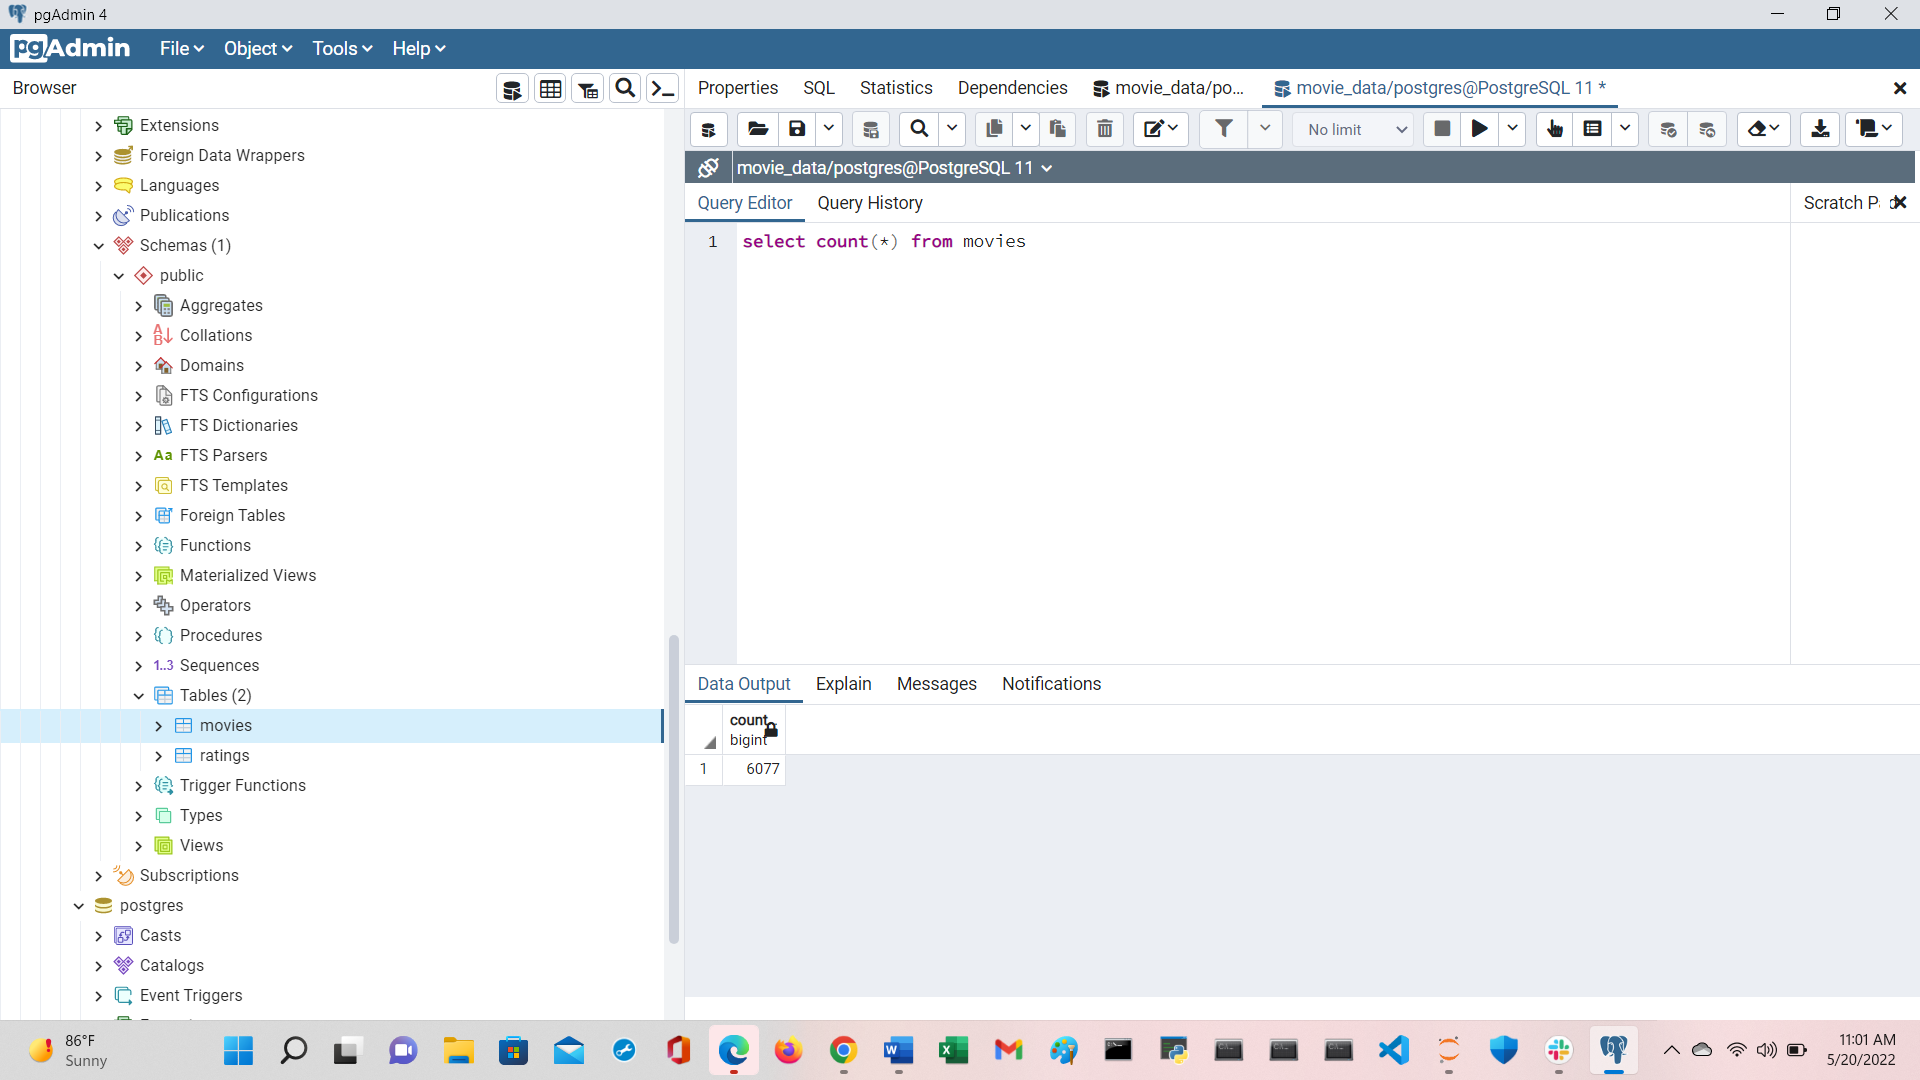 pgAdmin 4
pgAdmin File Object Tools Help
Browser
Properties SQL Statistics Dependencies movie_data/po... movie_data/postgres@PostgreSQL 11 *
No limit
movie_data/postgres@PostgreSQL 11
Query Editor Query History
Scratch P
1 select count(*) from movies
Extensions
Foreign Data Wrappers
Languages
Publications
Schemas (1)
public
Aggregates
Collations
Domains
FTS Configurations
FTS Dictionaries
Aa FTS Parsers
FTS Templates
Foreign Tables
Functions
Materialized Views
Operators
Procedures
1..3 Sequences
Tables (2)
movies
ratings
Trigger Functions
Types
Views
Subscriptions
postgres
Casts
Catalogs
Event Triggers
Data Output Explain Messages Notifications
count
bigint
1 6077
86°F
Sunny
11:01 AM
5/20/2022